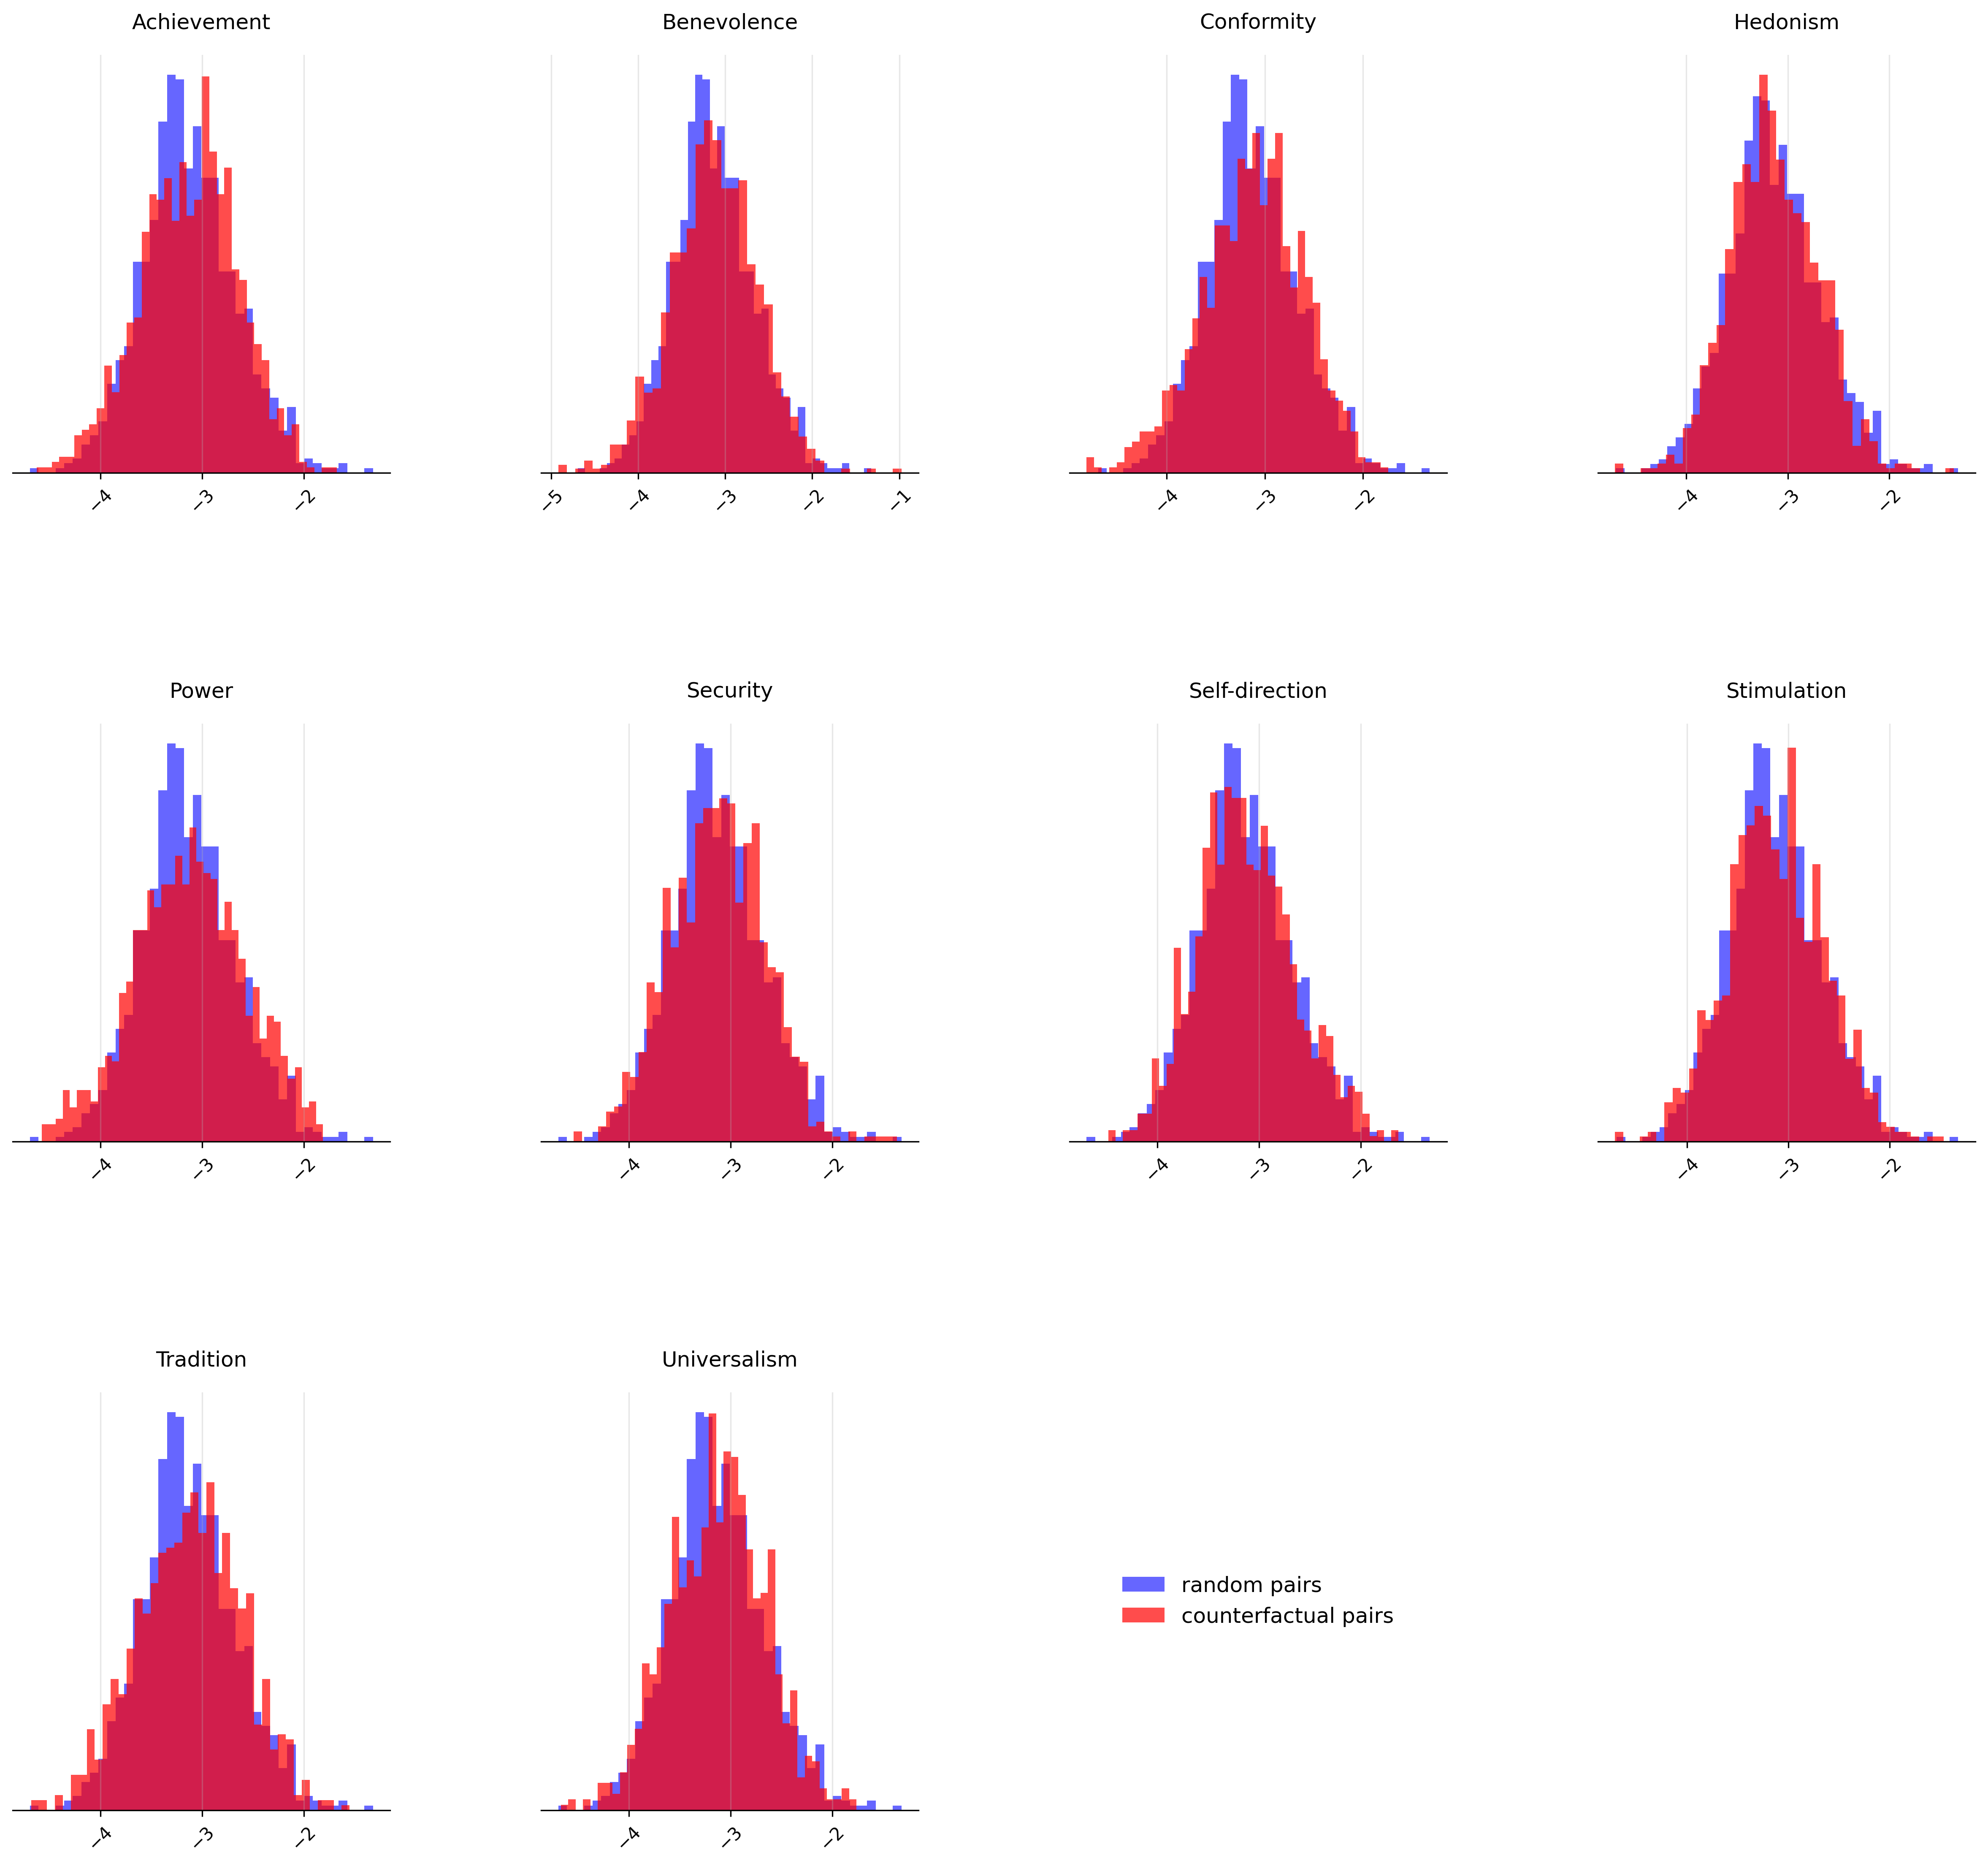 Achievement Benevolence Conformity Hedonism
−4 −3 −2 −5 −4 −3 −2 −1 −4 −3 −2 −4 −3 −2
Power Security Self-direction Stimulation
−4 −3 −2 −4 −3 −2 −4 −3 −2 −4 −3 −2
Tradition Universalism
random pairs
counterfactual pairs
−4 −3 −2 −4 −3 −2